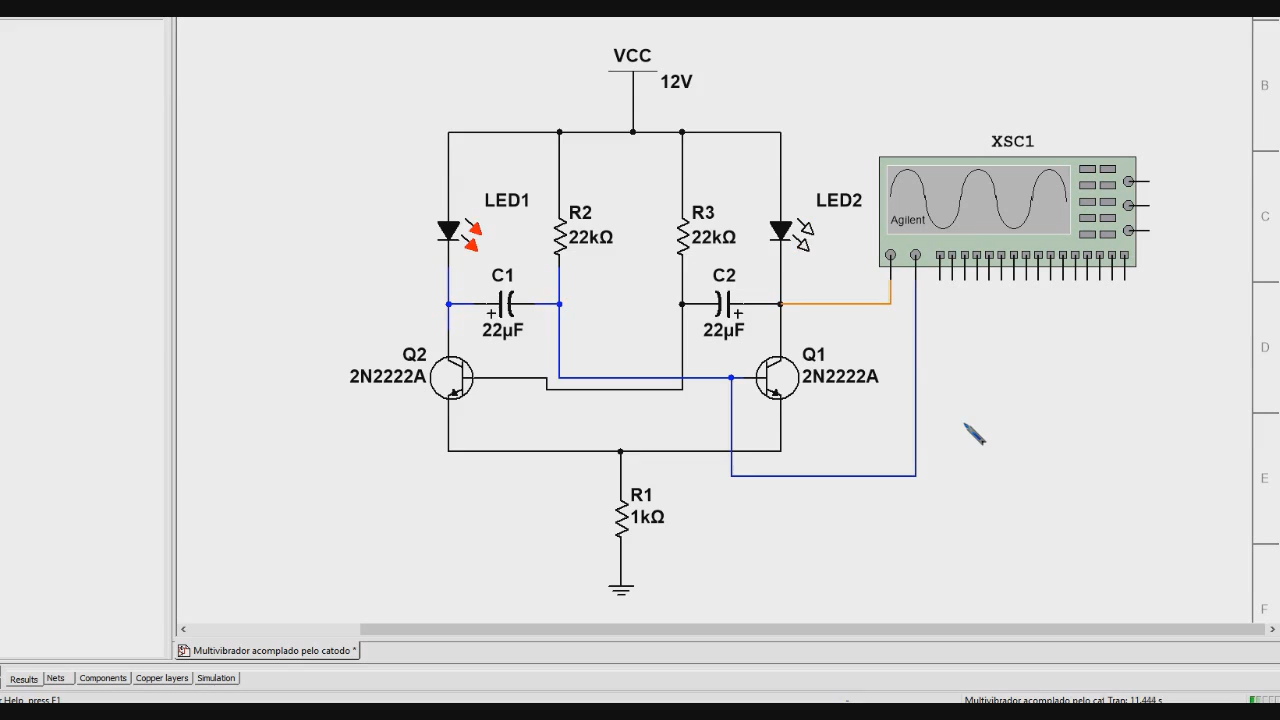 VCC
12V
B
XSC1
LED1
LED2
R2
22kΩ
R3
22kΩ
Agilent
C
C1
+
22µF
C2
+
22µF
Q2
2N2222A
Q1
2N2222A
D
R1
1kΩ
E
F
Multivibrador acomplado pelo catodo *
Results Nets Components Copper layers Simulation
r Help, press F1
- Multivibrador acomplado pelo cat Tran: 11.444 s